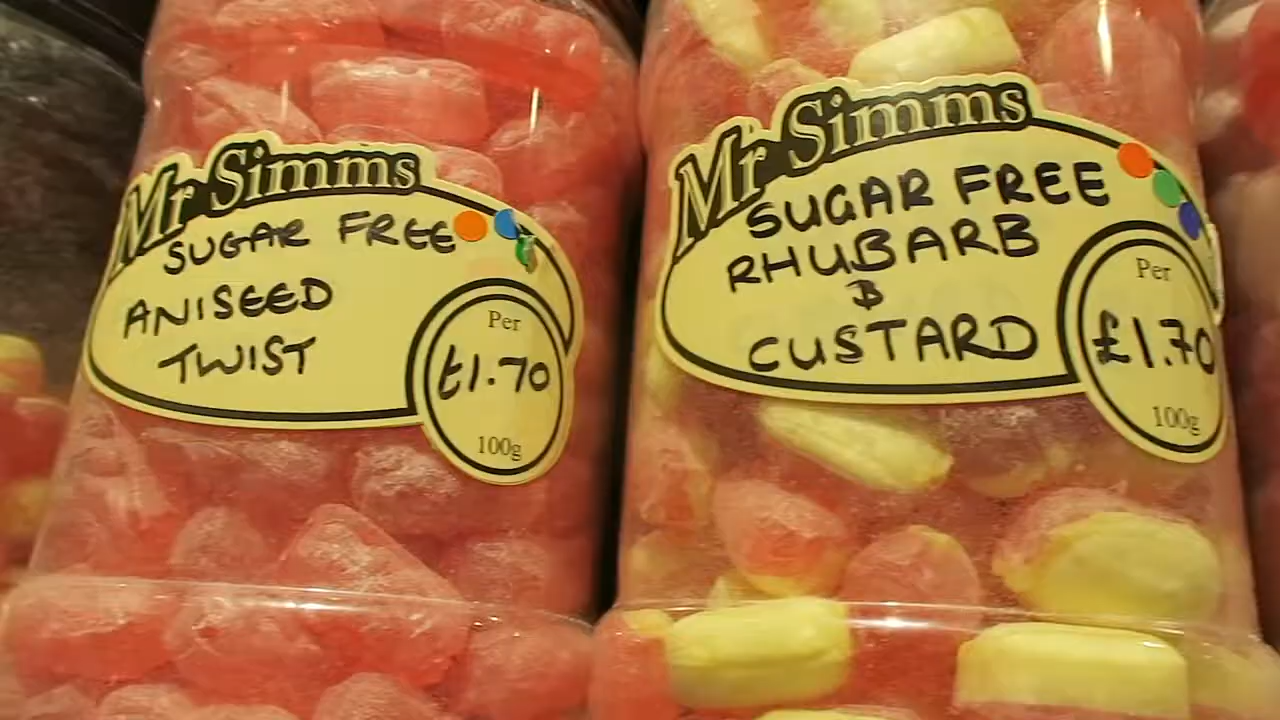 Mr Simms
SUGAR FREE
ANISEED
TWIST
Per
£1.70
100g
Mr Simms
SUGAR FREE
RHUBARB
&
CUSTARD
Per
£1.70
100g